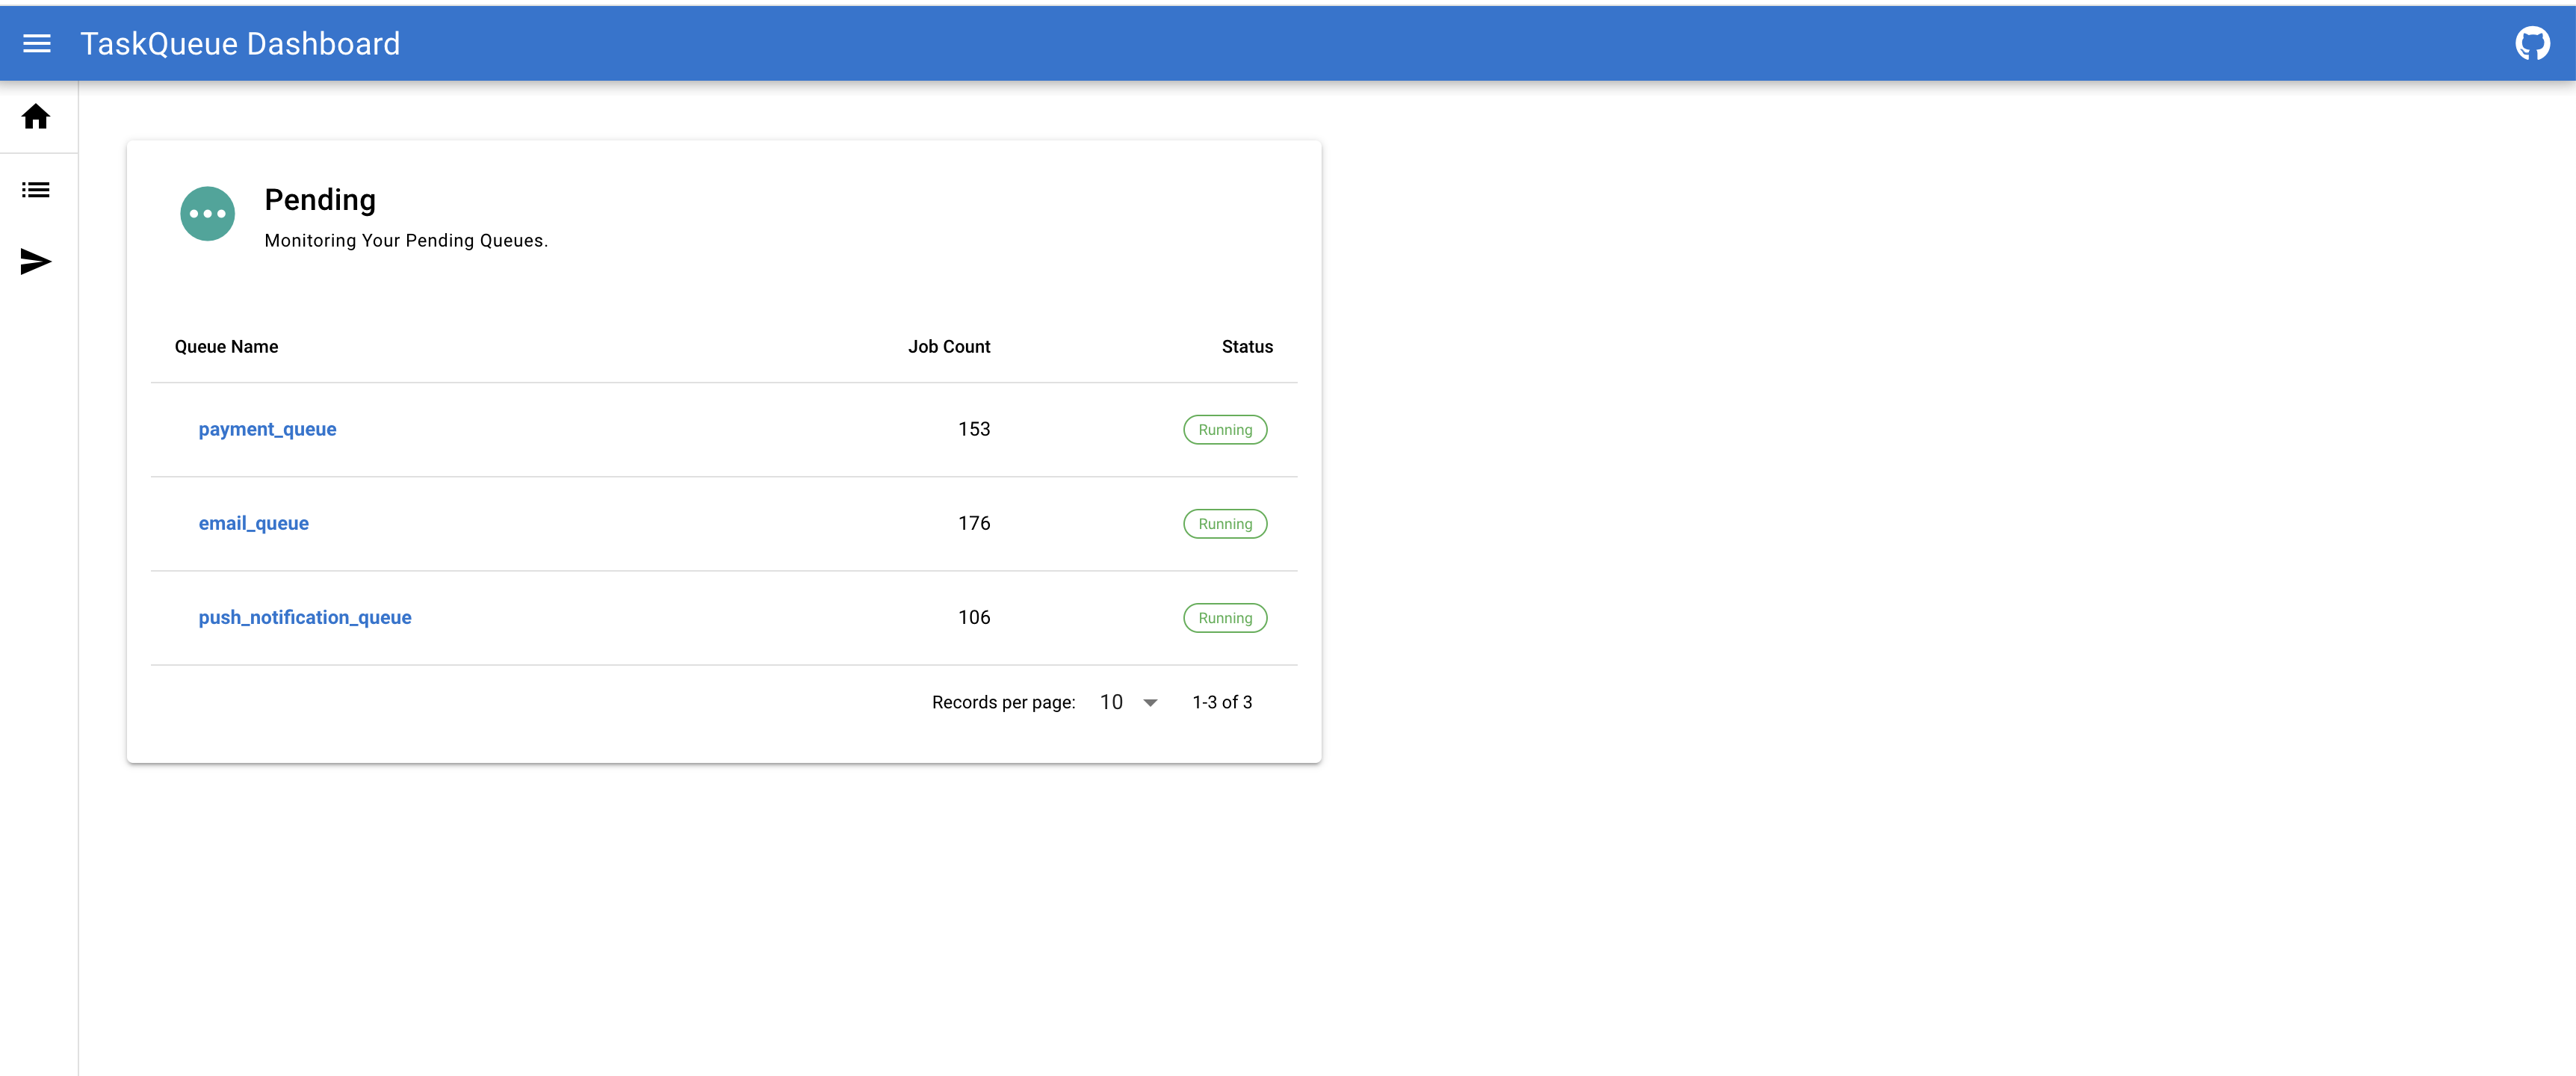 TaskQueue Dashboard
Pending
Monitoring Your Pending Queues.
Queue Name Job Count Status
payment_queue 153 Running
email_queue 176 Running
push_notification_queue 106 Running
Records per page: 10 1-3 of 3